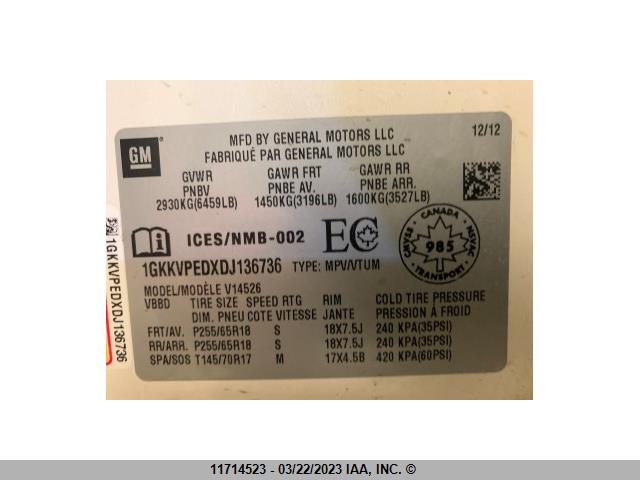 GM
MFD BY GENERAL MOTORS LLC
FABRIQUÉ PAR GENERAL MOTORS LLC
12/12
GVWR GAWR FRT GAWR RR
PNBV PNBE AV. PNBE ARR.
2930KG(6459LB) 1450KG(3196LB) 1600KG(3527LB)
ICES/NMB-002 EC
CANADA
985
TRANSPORT
CMVSS
NSVAC
1GKKVPEDXDJ136736 TYPE: MPV/VTUM
MODEL/MODÈLE V14526
VBBD TIRE SIZE SPEED RTG RIM COLD TIRE PRESSURE
DIM. PNEU COTE VITESSE JANTE PRESSION À FROID
FRT/AV. P255/65R18 S 18X7.5J 240 KPA(35PSI)
RR/ARR. P255/65R18 S 18X7.5J 240 KPA(35PSI)
SPA/SOS T145/70R17 M 17X4.5B 420 KPA(60PSI)
1GKKVPEDXDJ136736
11714523 - 03/22/2023 IAA, INC. ©